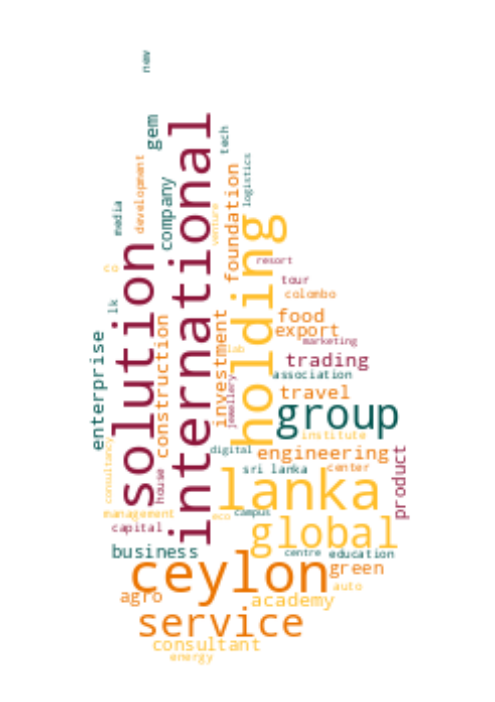 new
gem
international
tech
development
logistics
company
foundation
media
venture
holding
solution
resort
co
tour
colombo
lk
food
export
enterprise
construction
investment
marketing
lab
trading
association
jewellery
travel
group
institute
digital
engineering
consultancy
house
sri lanka
center
product
lanka
management
eco
campus
capital
global
business
centre
education
ceylon
green
auto
agro
academy
service
consultant
energy